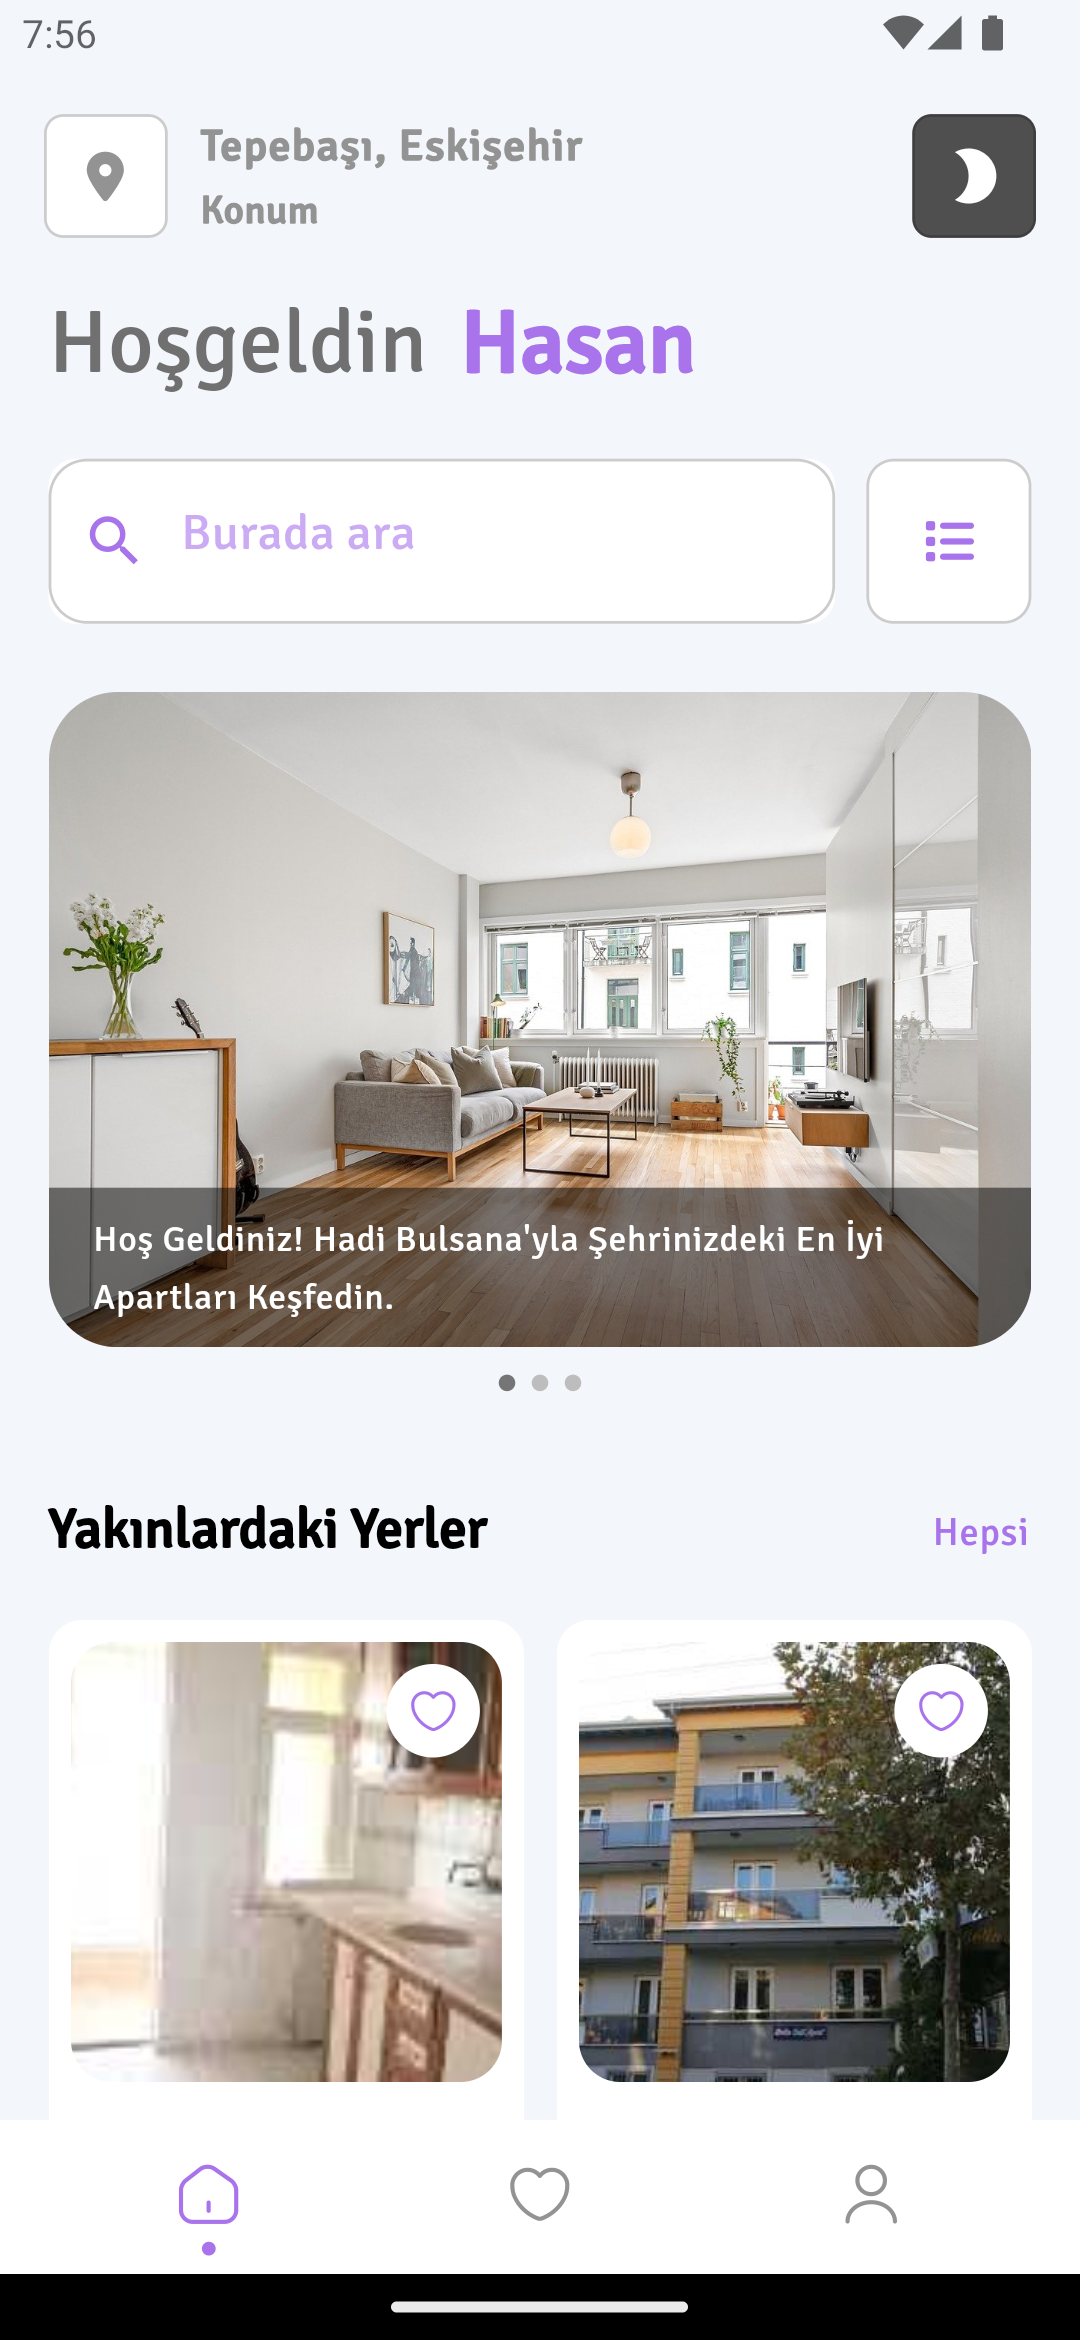 7:56
Tepebaşı, Eskişehir
Konum
Hoşgeldin Hasan
Burada ara
Hoş Geldiniz! Hadi Bulsana'yla Şehrinizdeki En İyi
Apartları Keşfedin.
Yakınlardaki Yerler
Hepsi